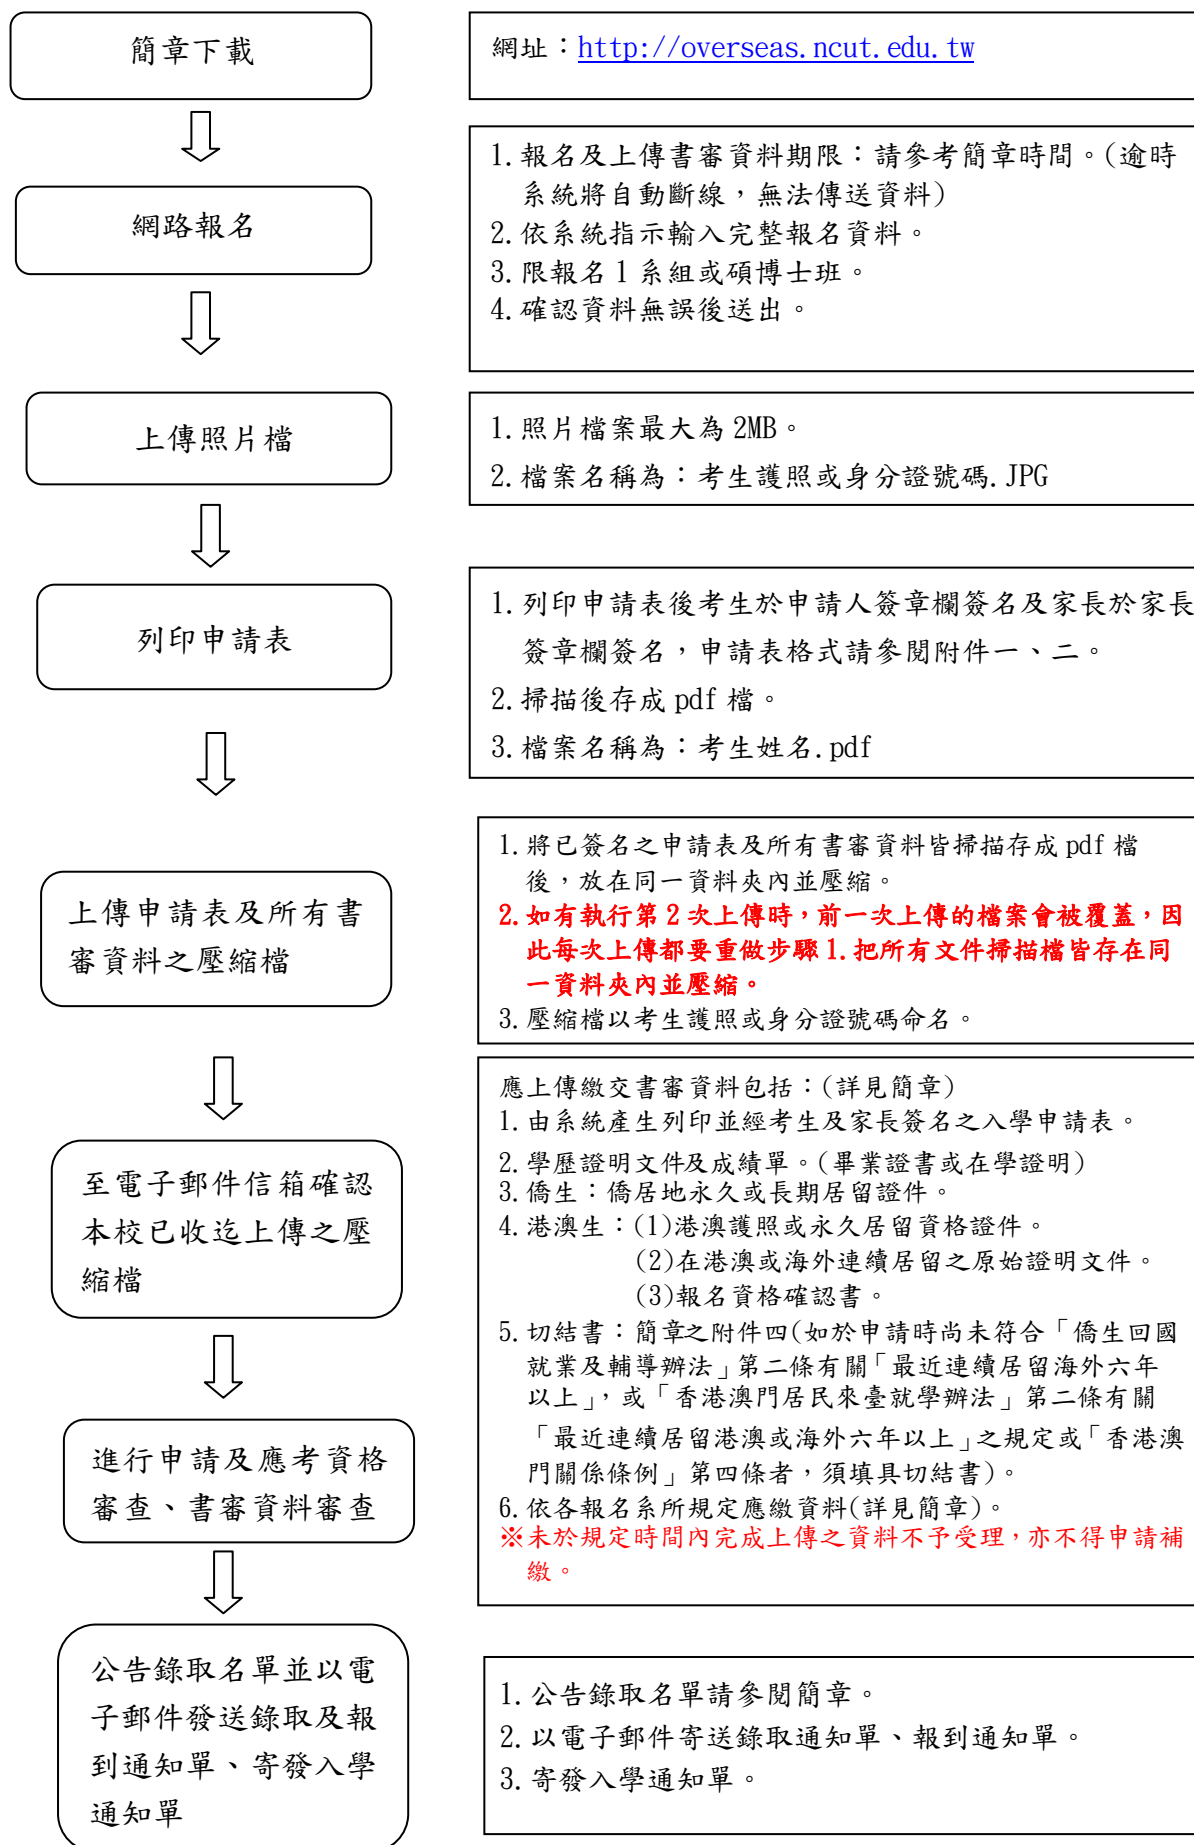 簡章下載
網址：http://overseas.ncut.edu.tw
網路報名
1.報名及上傳書審資料期限：請參考簡章時間。(逾時
系統將自動斷線，無法傳送資料)
2.依系統指示輸入完整報名資料。
3.限報名 1 系組或碩博士班。
4.確認資料無誤後送出。
上傳照片檔
1.照片檔案最大為 2MB。
2.檔案名稱為：考生護照或身分證號碼.JPG
列印申請表
1.列印申請表後考生於申請人簽章欄簽名及家長於家長
簽章欄簽名，申請表格式請參閱附件一、二。
2.掃描後存成 pdf 檔。
3.檔案名稱為：考生姓名.pdf
上傳申請表及所有書
審資料之壓縮檔
1.將已簽名之申請表及所有書審資料皆掃描存成 pdf 檔
後，放在同一資料夾內並壓縮。
2.如有執行第 2 次上傳時，前一次上傳的檔案會被覆蓋，因
此每次上傳都要重做步驟 1.把所有文件掃描檔皆存在同
一資料夾內並壓縮。
3.壓縮檔以考生護照或身分證號碼命名。
至電子郵件信箱確認
本校已收迄上傳之壓
縮檔
應上傳繳交書審資料包括：(詳見簡章)
1.由系統產生列印並經考生及家長簽名之入學申請表。
2.學歷證明文件及成績單。(畢業證書或在學證明)
3.僑生：僑居地永久或長期居留證件。
4.港澳生：(1)港澳護照或永久居留資格證件。
(2)在港澳或海外連續居留之原始證明文件。
(3)報名資格確認書。
5.切結書：簡章之附件四(如於申請時尚未符合「僑生回國
就業及輔導辦法」第二條有關「最近連續居留海外六年
以上」，或「香港澳門居民來臺就學辦法」第二條有關
「最近連續居留港澳或海外六年以上」之規定或「香港澳
門關係條例」第四條者，須填具切結書)。
6.依各報名系所規定應繳資料(詳見簡章)。
※未於規定時間內完成上傳之資料不予受理，亦不得申請補
繳。
進行申請及應考資格
審查、書審資料審查
公告錄取名單並以電
子郵件發送錄取及報
到通知單、寄發入學
通知單
1.公告錄取名單請參閱簡章。
2.以電子郵件寄送錄取通知單、報到通知單。
3.寄發入學通知單。